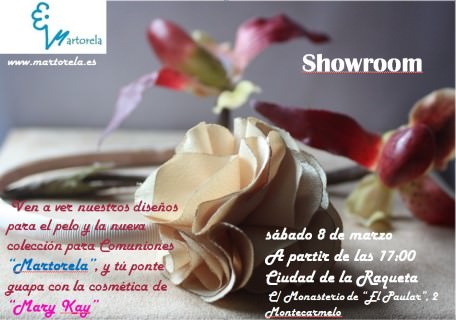 Martorela
www.martorela.es
Showroom
Ven a ver nuestros diseños
para el pelo y la nueva
colección para Comuniones
“Martorela”, y tú ponte
guapa con la cosmética de
“Mary Kay”
sábado 8 de marzo
A partir de las 17:00
Ciudad de la Raqueta
C/ Monasterio de “El Paular”, 2
Montecarmelo